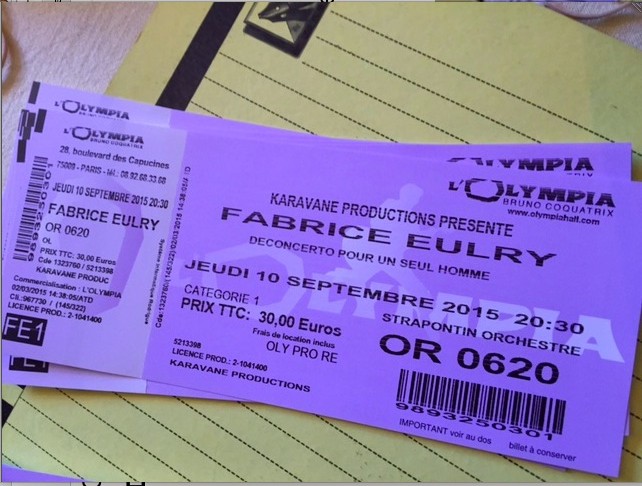 L'OLYMPIA
L'OLYMPIA
BRUNO COQUATRIX
28, boulevard des Capucines
75009 - PARIS - tél.: 08.92.68.33.68
JEUDI 10 SEPTEMBRE 2015 20:30
FABRICE EULRY
OR 0620
OL
PRIX TTC: 30,00 Euros
Cde 1323760 / 5213398
KARAVANE PRODUC
Commercialisation : L'OLYMPIA
02/03/2015 14:38:05/ATD
CIL:967730 / (145/322)
LICENCE PROD.: 2-1041400
FE1
9893250301
OLYMPIA
L'OLYMPIA
BRUNO COQUATRIX
www.olympiahall.com
KARAVANE PRODUCTIONS PRESENTE
FABRICE EULRY
DECONCERTO POUR UN SEUL HOMME
JEUDI 10 SEPTEMBRE 2015 20:30
CATEGORIE 1
STRAPONTIN ORCHESTRE
PRIX TTC: 30,00 Euros
Frais de location inclus
OR 0620
OLY PRO RE
5213398
LICENCE PROD.: 2-1041400
KARAVANE PRODUCTIONS
9893250301
IMPORTANT voir au dos billet à conserver
OLYMPIA